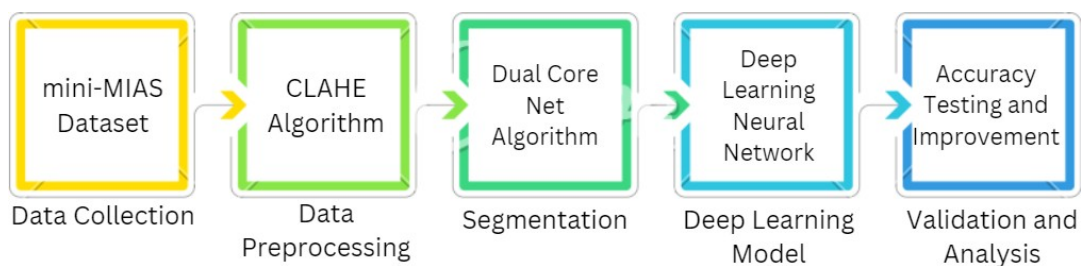 mini-MIAS
Dataset
Data Collection
CLAHE
Algorithm
Data
Preprocessing
Dual Core
Net
Algorithm
Segmentation
Deep
Learning
Neural
Network
Deep Learning
Model
Accuracy
Testing and
Improvement
Validation and
Analysis